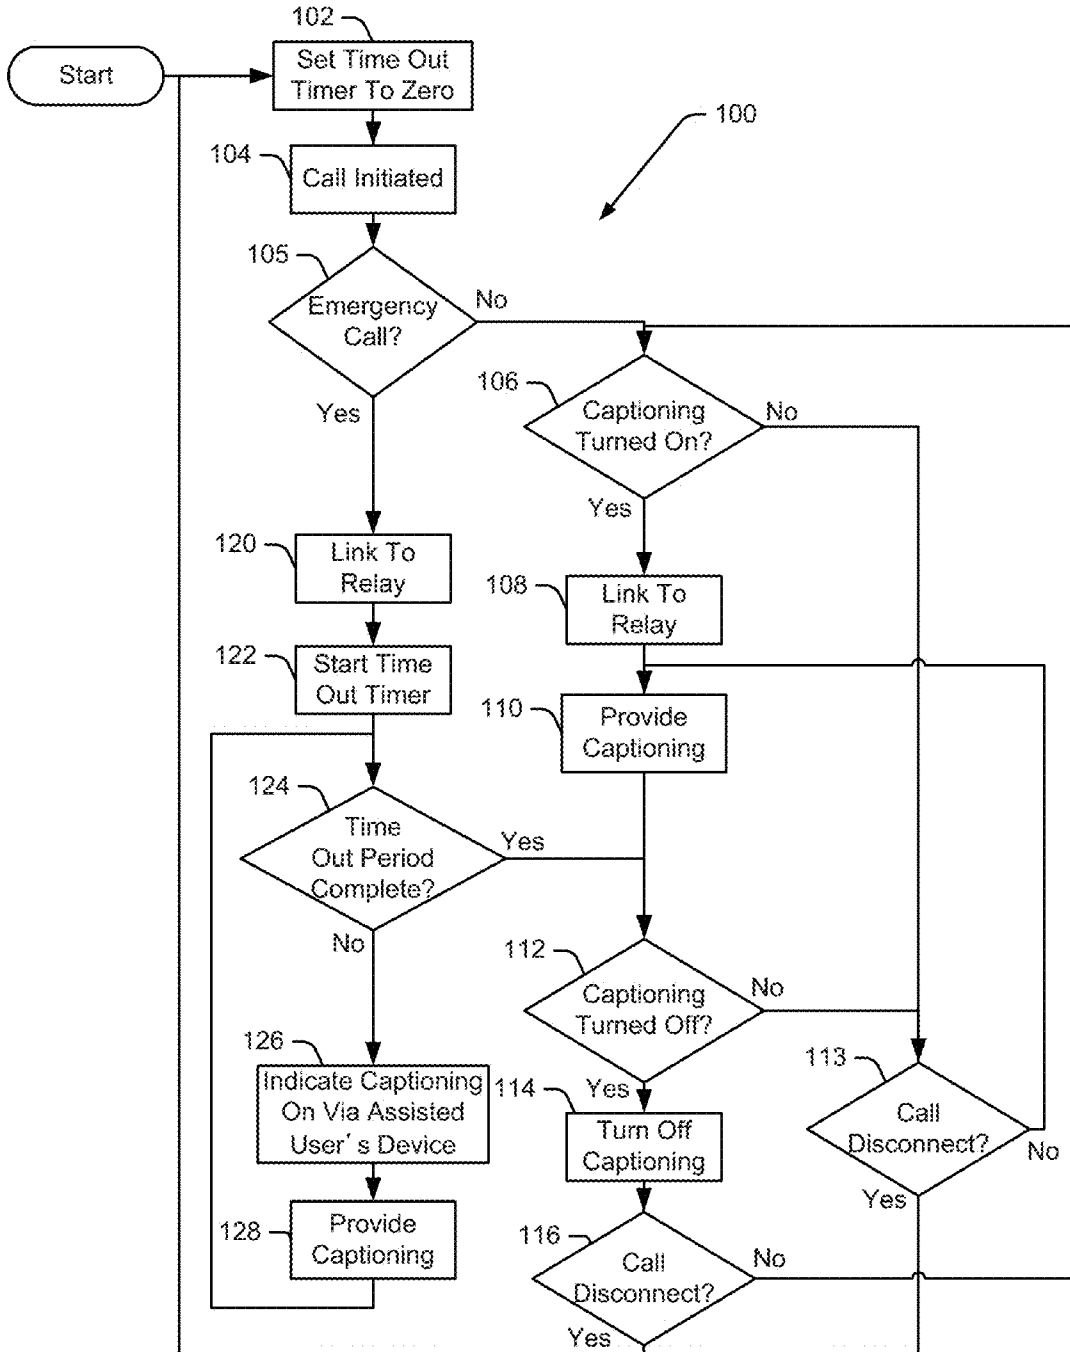 102
Start
Set Time Out
Timer To Zero
100
104
Call Initiated
105
Emergency
Call?
No
Yes
106
Captioning
Turned On?
No
Yes
120
Link To
Relay
108
Link To
Relay
122
Start Time
Out Timer
110
Provide
Captioning
124
Time
Out Period
Complete?
Yes
No
112
Captioning
Turned Off?
No
Yes
126
Indicate Captioning
On Via Assisted
User's Device
114
Turn Off
Captioning
113
Call
Disconnect?
No
Yes
128
Provide
Captioning
116
Call
Disconnect?
No
Yes